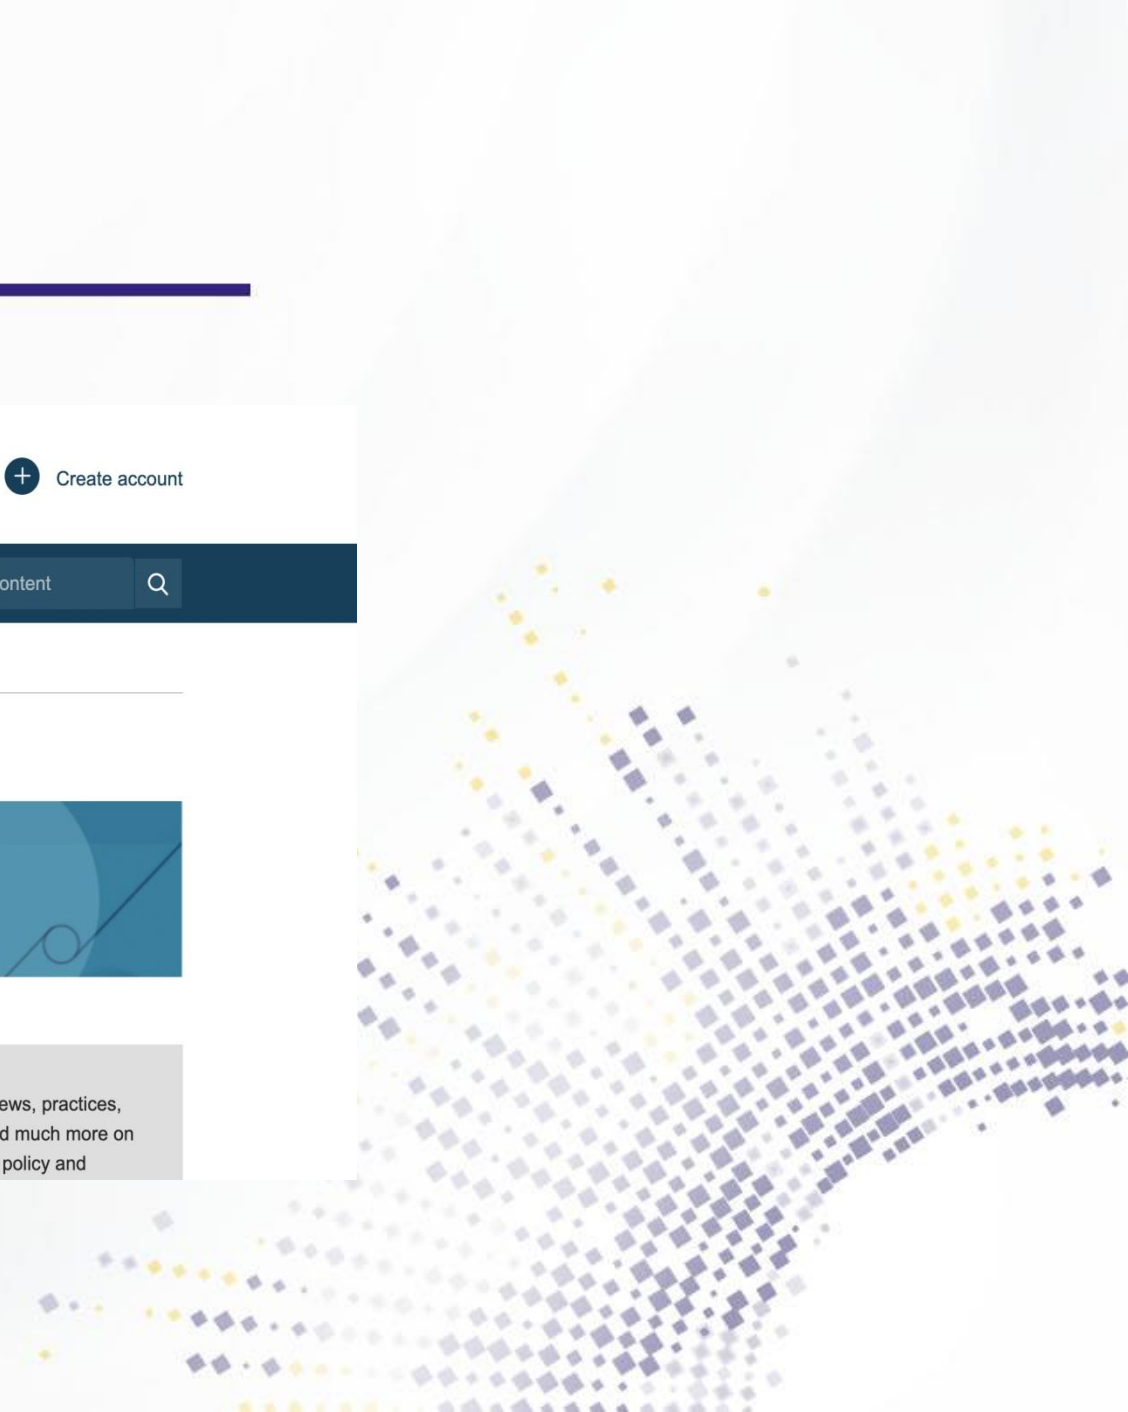 Create account
ontent
ews, practices,
d much more on
policy and